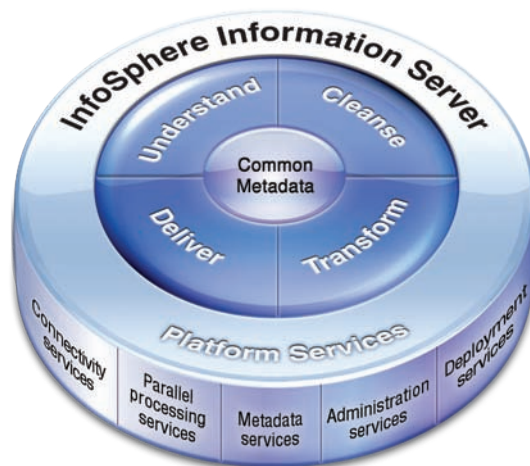 InfoSphere Information Server
Understand
Cleanse
Common
Metadata
Deliver
Transform
Platform Services
Connectivity
services
Parallel
processing
services
Metadata
services
Administration
services
Deployment
services